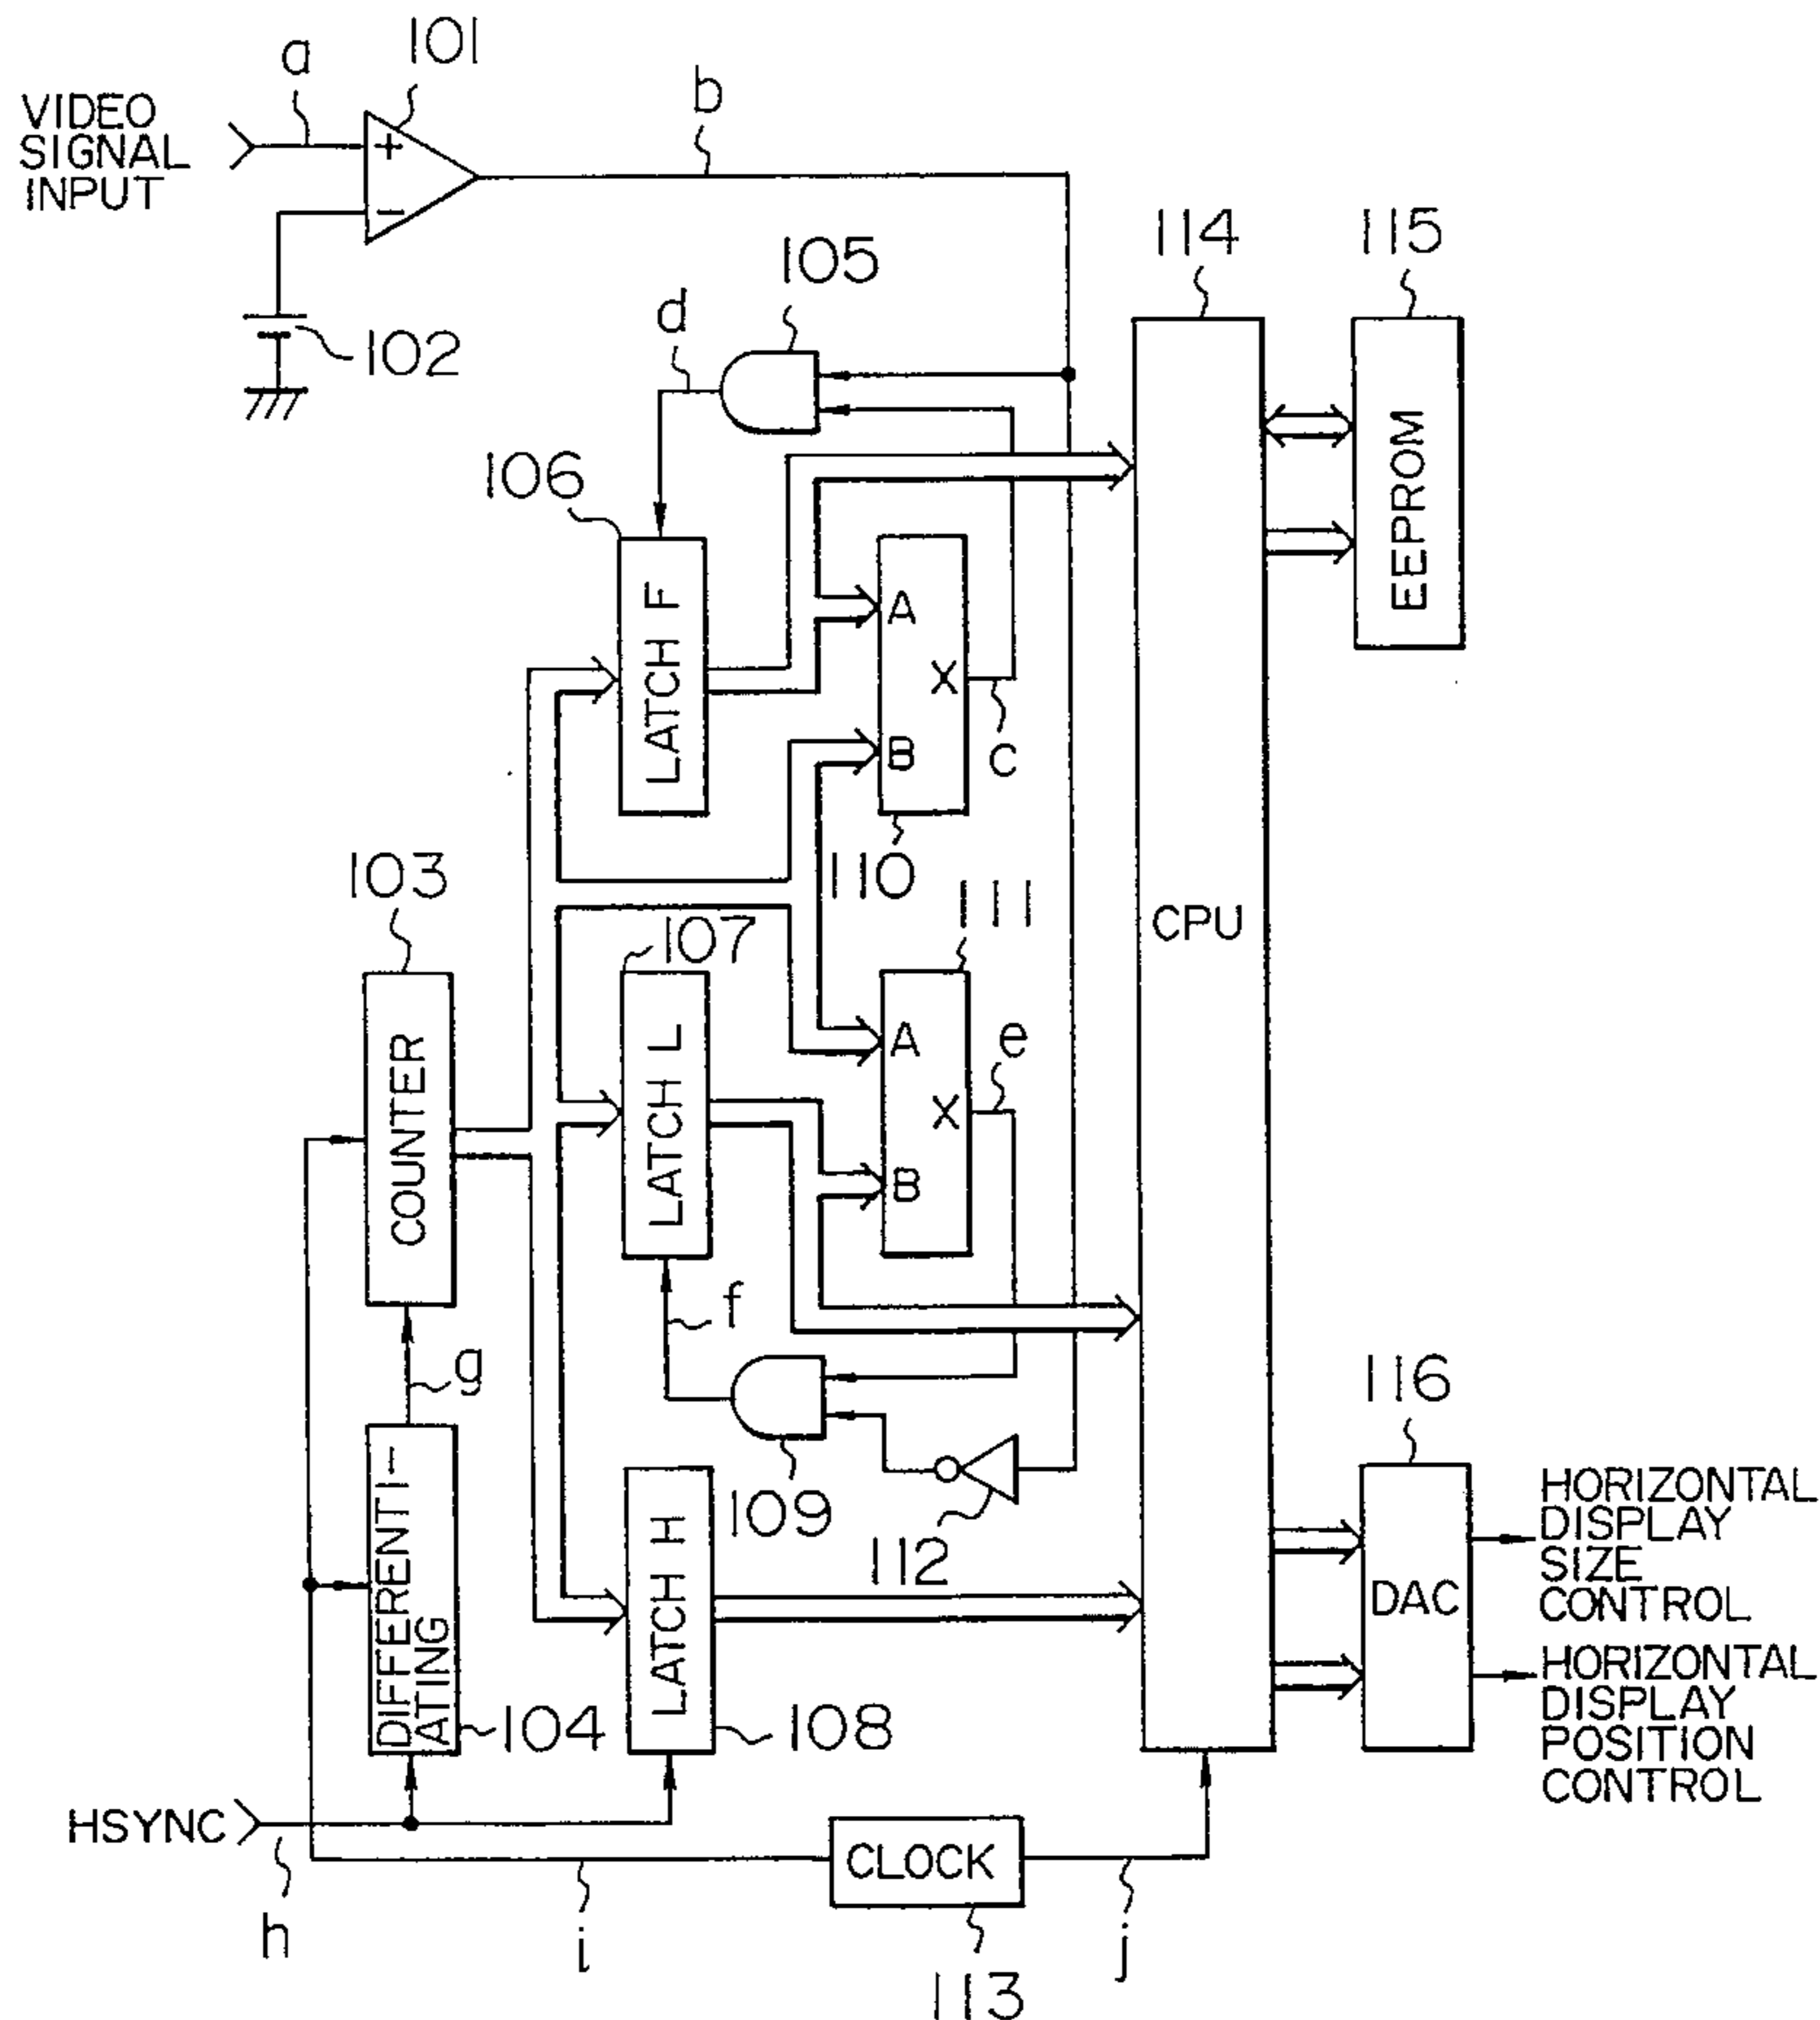 101
a
VIDEO
SIGNAL
INPUT
+
−
b
102
114
115
105
d
106
EEPROM
LATCH F
A
X
B
c
110
103
111
107
CPU
COUNTER
LATCH L
A
X
B
e
f
g
116
109
112
DIFFERENTI-
ATING
104
LATCH H
108
DAC
HORIZONTAL
DISPLAY
SIZE
CONTROL
HORIZONTAL
DISPLAY
POSITION
CONTROL
HSYNC
CLOCK
h
i
j
113